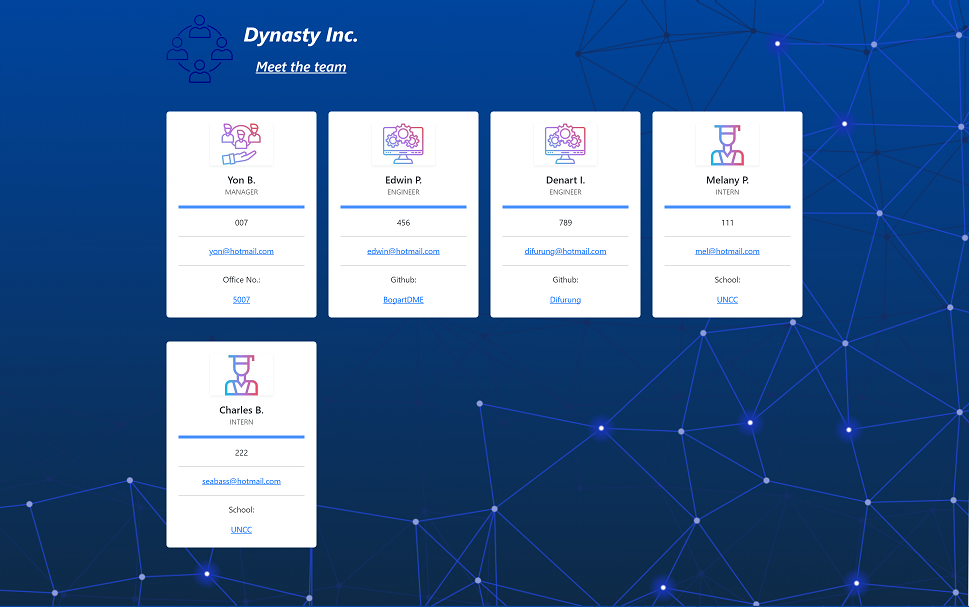 Dynasty Inc.
Meet the team
Yon B.
MANAGER
007
yon@hotmail.com
Office No.:
5007
Edwin P.
ENGINEER
456
edwin@hotmail.com
Github:
BogartDME
Denart I.
ENGINEER
789
difurung@hotmail.com
Github:
Difurung
Melany P.
INTERN
111
mel@hotmail.com
School:
UNCC
Charles B.
INTERN
222
seabass@hotmail.com
School:
UNCC